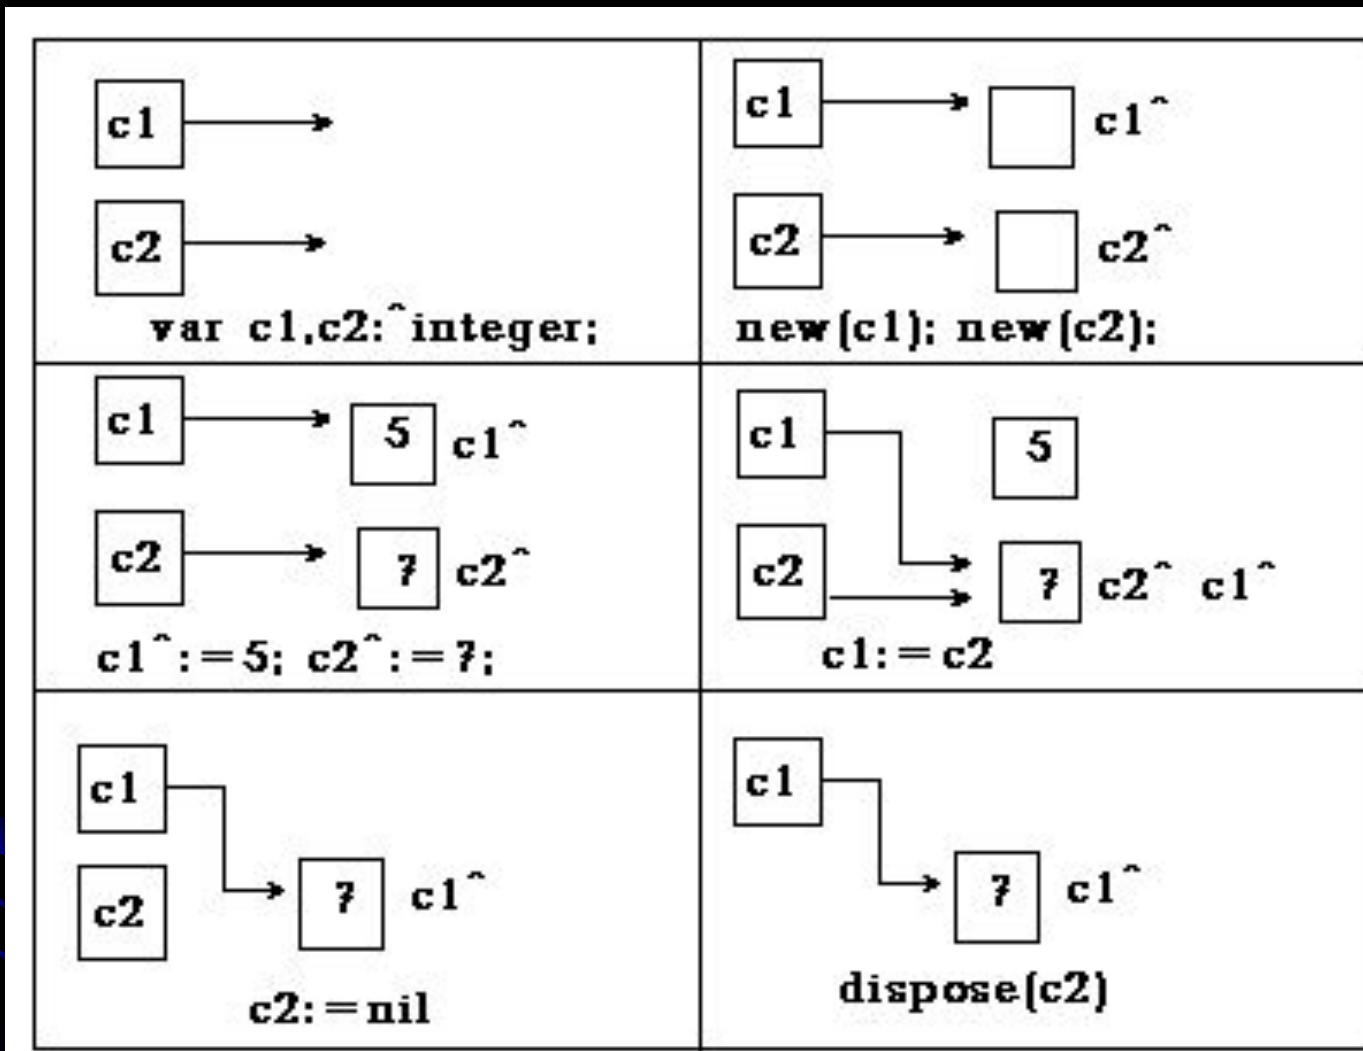 c1
c2
var c1,c2:^integer;
c1 c1^
c2 c2^
new(c1); new(c2);
c1 5 c1^
c2 7 c2^
c1^:=5; c2^:=7;
c1 5
c2 7 c2^ c1^
c1:=c2
c1
c2 7 c1^
c2:=nil
c1
7 c1^
dispose(c2)